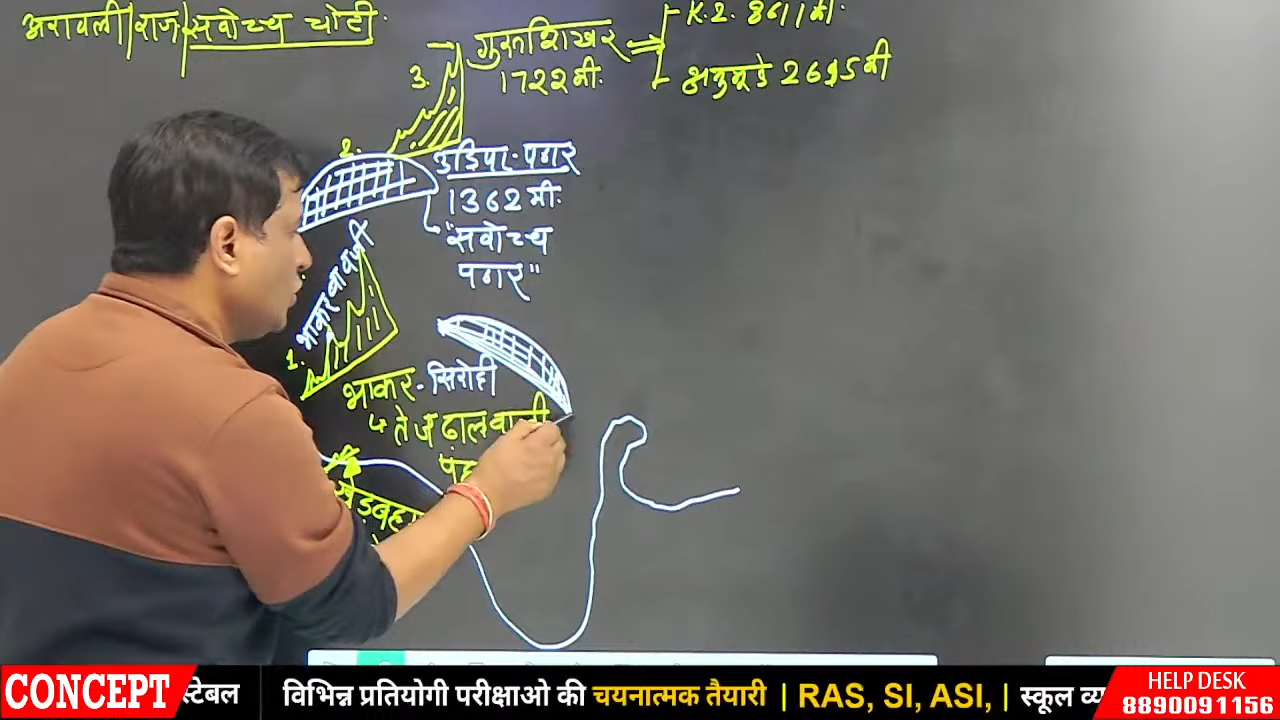 अरावली/राज/सर्वोच्च चोटी
K.2. 8611मी.
3. गुरुशिखर
1722मी.
अनुमूडे 2695मी
2. उड़िया-पठार
1362मी.
"सर्वोच्च
पठार"
भाकर
1.
भाकर-सिरोही
↳ तेज ढालवाली
CONCEPT
स्टेबल | विभिन्न प्रतियोगी परीक्षाओ की चयनात्मक तैयारी | RAS, SI, ASI, | स्कूल व्या
HELP DESK
8890091156